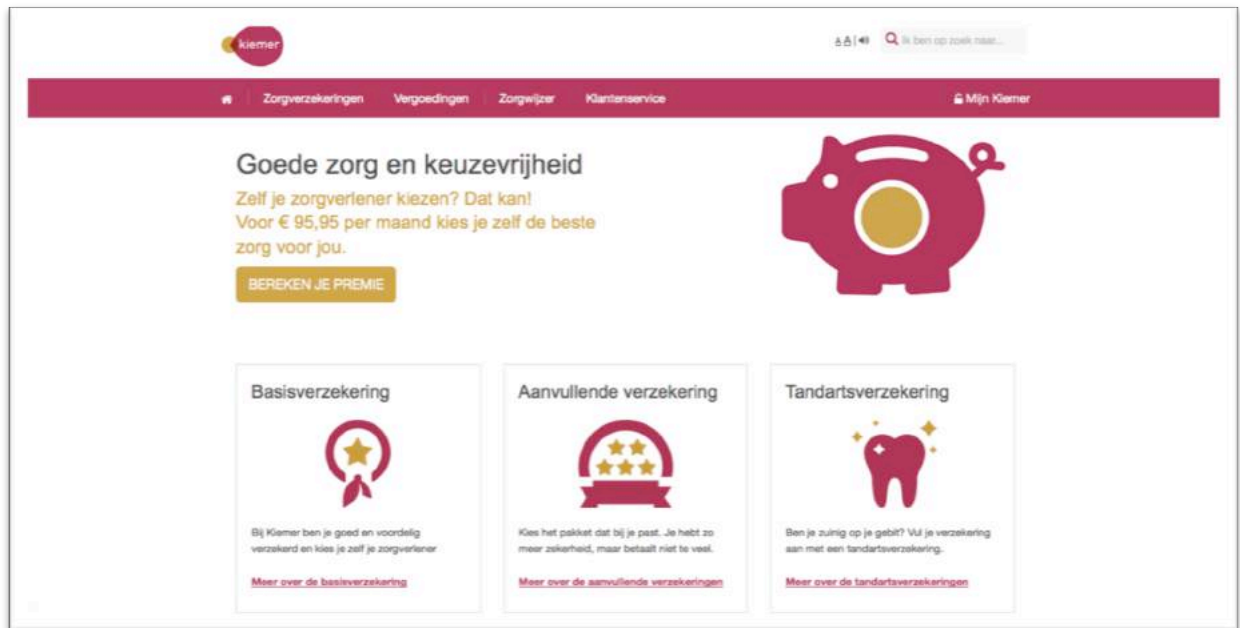 kiemer
A A
Ik ben op zoek naar...
Zorgverzekeringen Vergoedingen Zorgwijzer Klantenservice Mijn Kiemer
Goede zorg en keuzevrijheid
Zelf je zorgverlener kiezen? Dat kan!
Voor € 95,95 per maand kies je zelf de beste
zorg voor jou.
BEREKEN JE PREMIE
Basisverzekering
Bij Kiemer ben je goed en voordelig
verzekerd en kies je zelf je zorgverlener
Meer over de basisverzekering
Aanvullende verzekering
Kies het pakket dat bij je past. Je hebt zo
meer zekerheid, maar betaalt niet te veel.
Meer over de aanvullende verzekeringen
Tandartsverzekering
Ben je zuinig op je gebit? Vul je verzekering
aan met een tandartsverzekering.
Meer over de tandartsverzekeringen